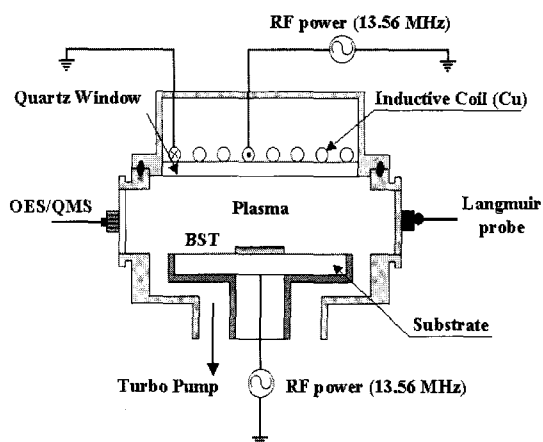 RF power (13.56 MHz)
Quartz Window
Inductive Coil (Cu)
OES/QMS
Plasma
Langmuir
probe
BST
Substrate
Turbo Pump
RF power (13.56 MHz)